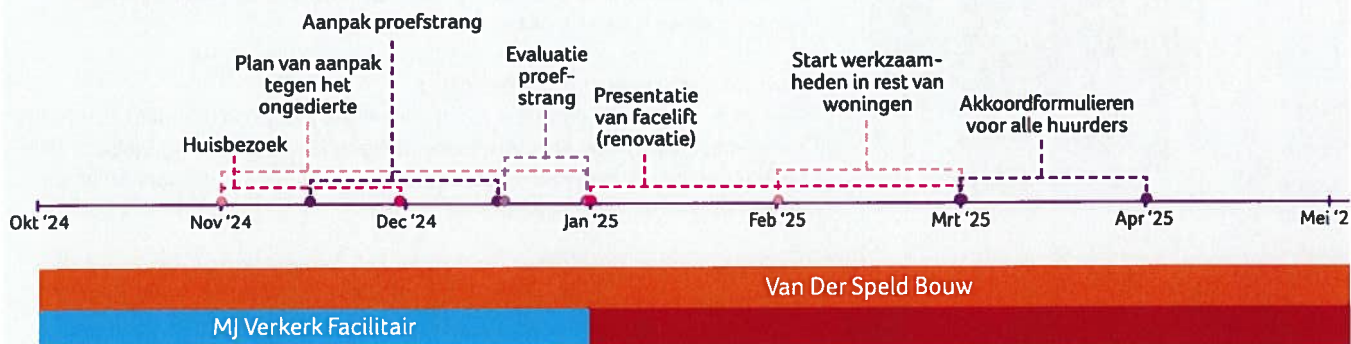 Aanpak proefstrang
Plan van aanpak
tegen het
ongedierte
Evaluatie
proef-
strang
Huisbezoek
Presentatie
van facelift
(renovatie)
Start werkzaam-
heden in rest van
woningen
Akkoordformulieren
voor alle huurders
Okt '24
Nov '24
Dec '24
Jan '25
Feb '25
Mrt '25
Apr '25
Mei '2
Van Der Speld Bouw
MJ Verkerk Facilitair